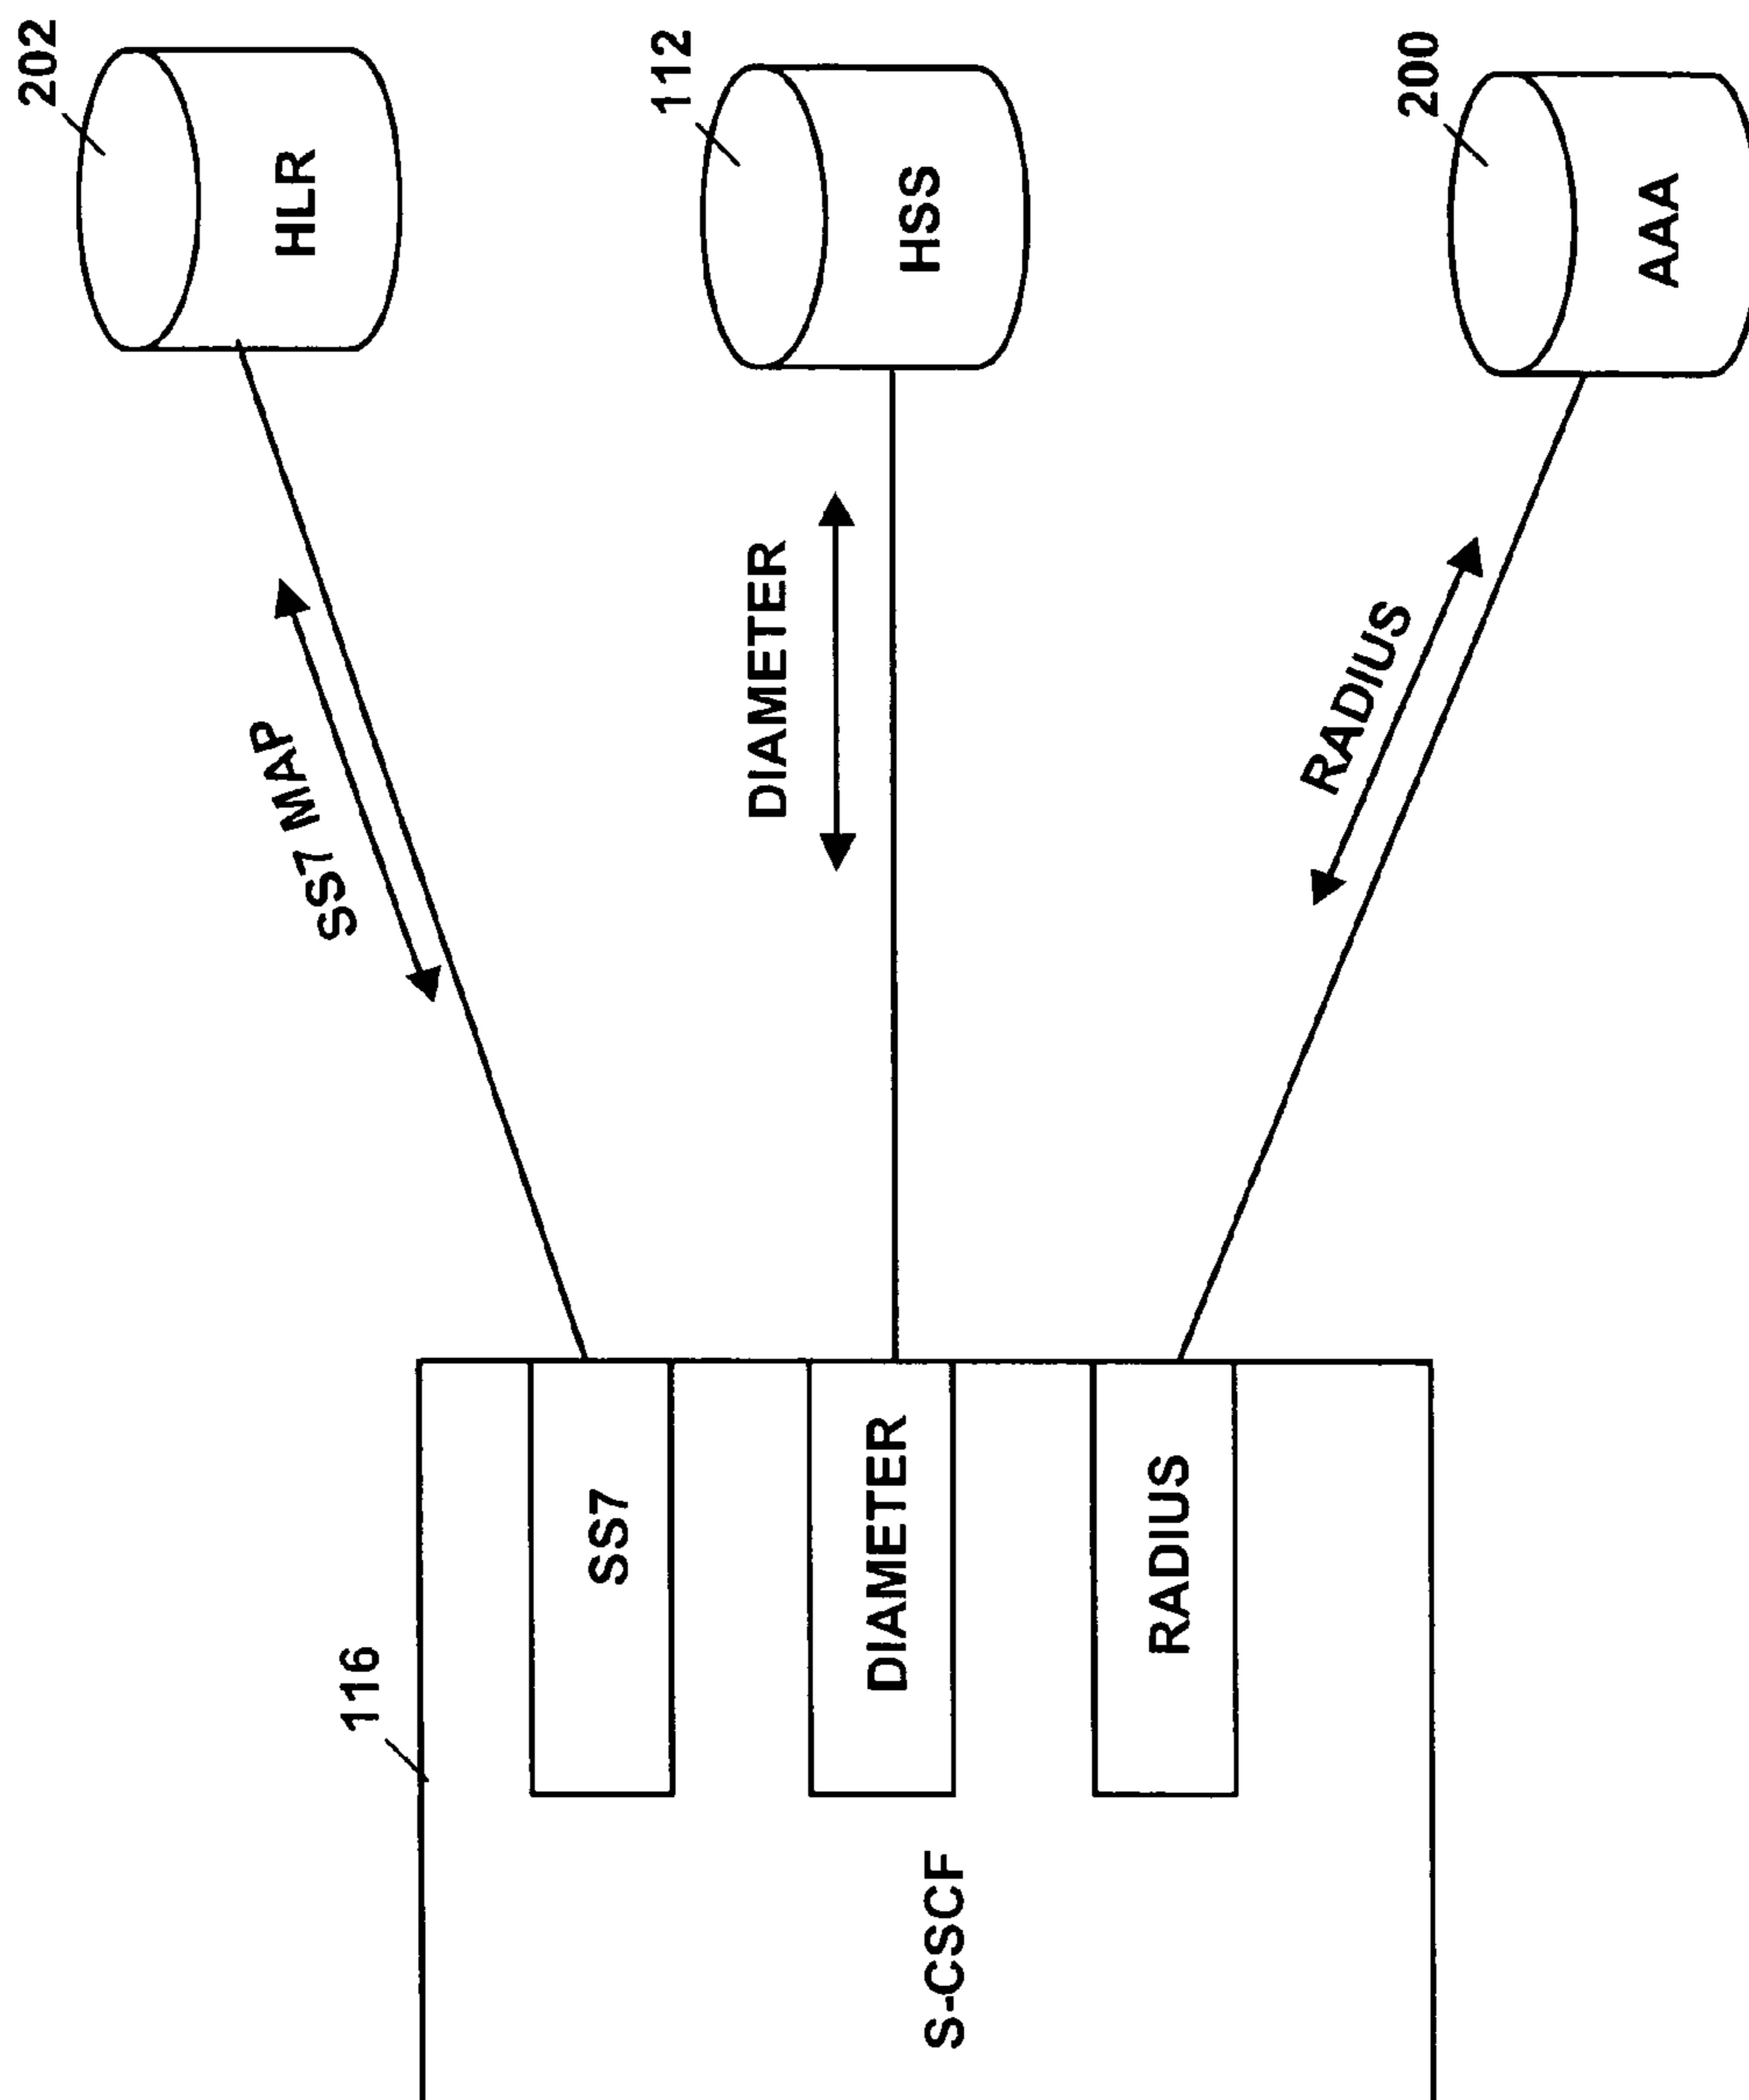 202
HLR
112
HSS
200
AAA
SS7 MAP
DIAMETER
RADIUS
116
SS7
DIAMETER
RADIUS
S-CSCF